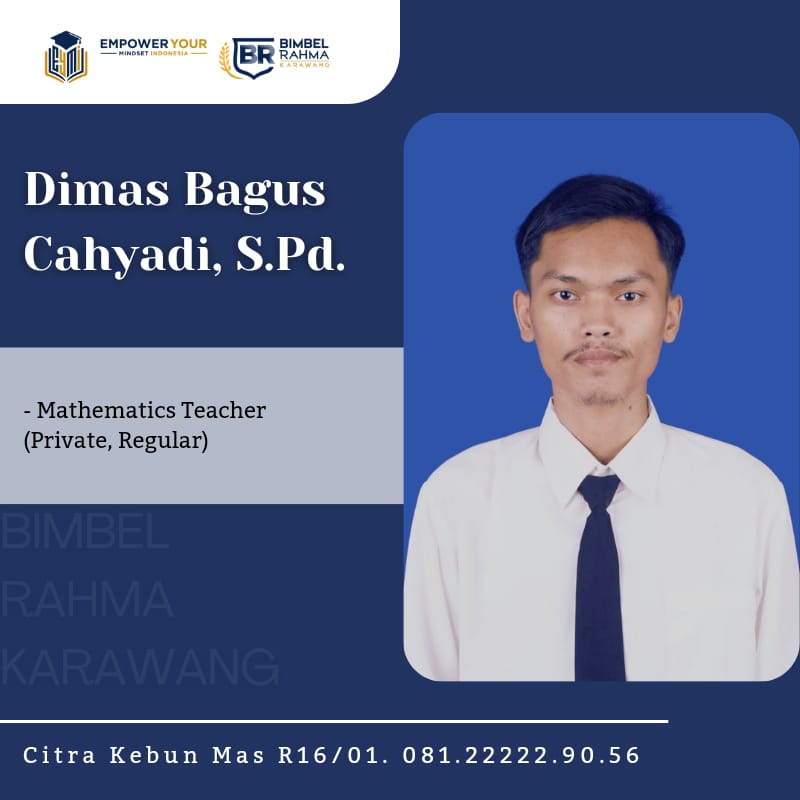 EMPOWER YOUR
MINDSET INDONESIA
BR
BIMBEL
RAHMA
KARAWANG
Dimas Bagus
Cahyadi, S.Pd.
- Mathematics Teacher
(Private, Regular)
BIMBEL
RAHMA
KARAWANG
Citra Kebun Mas R16/01. 081.22222.90.56